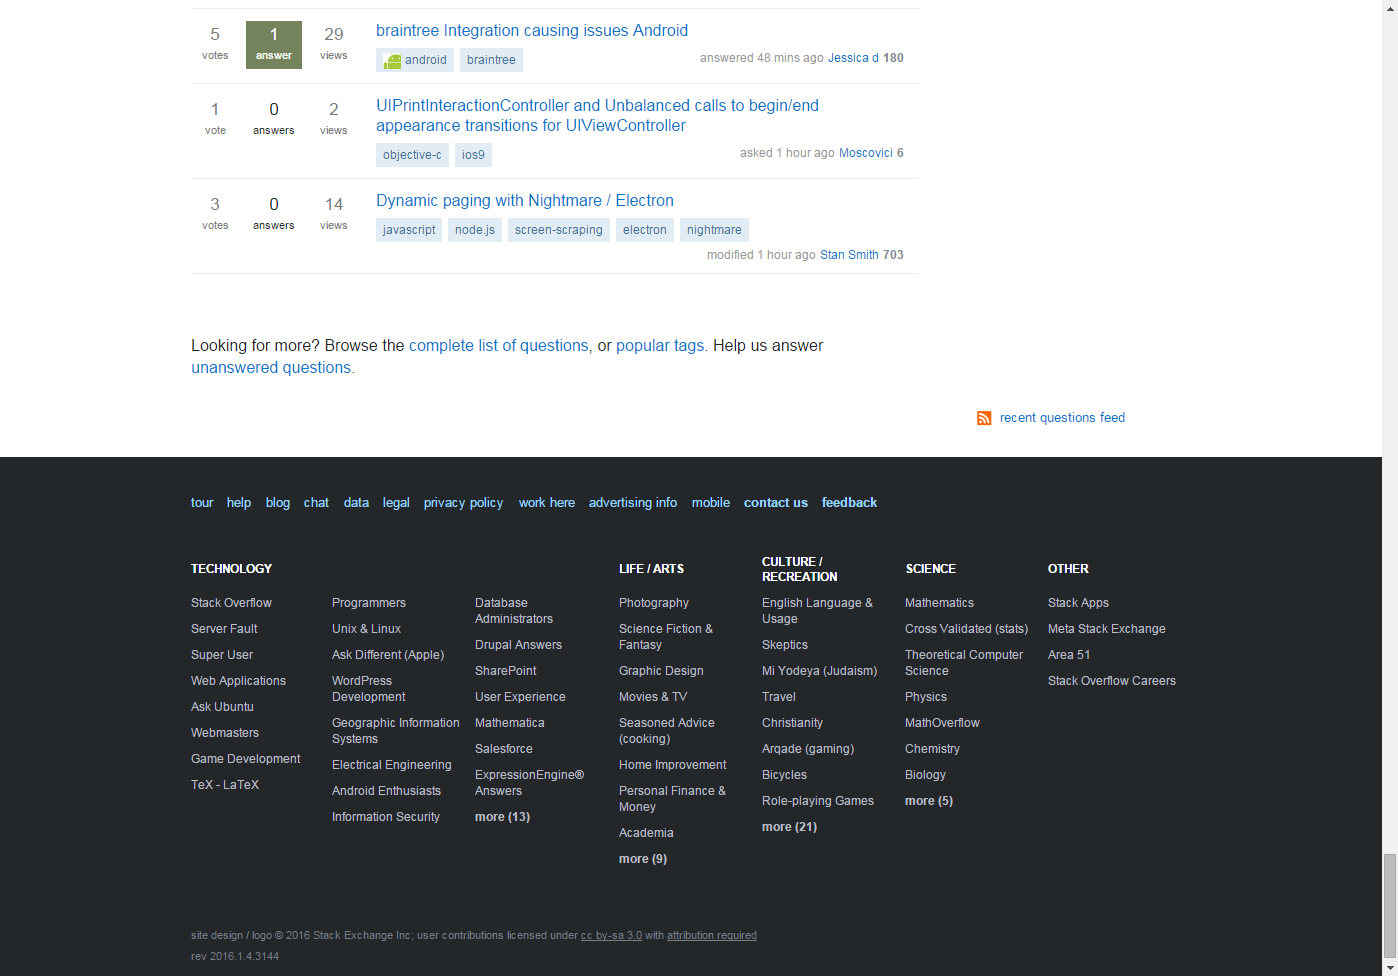 5 1 29 braintree Integration causing issues Android
votes answer views android braintree answered 48 mins ago Jessica d 180
1 0 2 UIPrintInteractionController and Unbalanced calls to begin/end
vote answers views appearance transitions for UIViewController
objective-c ios9 asked 1 hour ago Moscovici 6
3 0 14 Dynamic paging with Nightmare / Electron
votes answers views javascript node.js screen-scraping electron nightmare
modified 1 hour ago Stan Smith 703
Looking for more? Browse the complete list of questions, or popular tags. Help us answer
unanswered questions.
recent questions feed
tour help blog chat data legal privacy policy work here advertising info mobile contact us feedback
TECHNOLOGY
Stack Overflow
Server Fault
Super User
Web Applications
Ask Ubuntu
Webmasters
Game Development
TeX - LaTeX
Programmers
Unix & Linux
Ask Different (Apple)
WordPress
Development
Geographic Information
Systems
Electrical Engineering
Android Enthusiasts
Information Security
Database
Administrators
Drupal Answers
SharePoint
User Experience
Mathematica
Salesforce
ExpressionEngine®
Answers
more (13)
LIFE / ARTS
Photography
Science Fiction &
Fantasy
Graphic Design
Movies & TV
Seasoned Advice
(cooking)
Home Improvement
Personal Finance &
Money
Academia
more (9)
CULTURE /
RECREATION
English Language &
Usage
Skeptics
Mi Yodeya (Judaism)
Travel
Christianity
Arqade (gaming)
Bicycles
Role-playing Games
more (21)
SCIENCE
Mathematics
Cross Validated (stats)
Theoretical Computer
Science
Physics
MathOverflow
Chemistry
Biology
more (5)
OTHER
Stack Apps
Meta Stack Exchange
Area 51
Stack Overflow Careers
site design / logo © 2016 Stack Exchange Inc; user contributions licensed under cc by-sa 3.0 with attribution required
rev 2016.1.4.3144